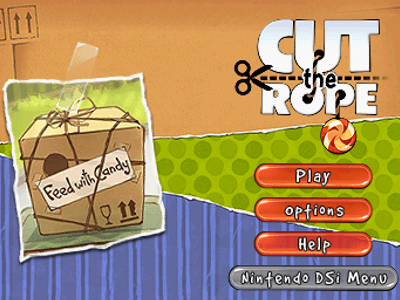 CUT
the
ROPE
Feed with Candy
Play
Options
Help
Nintendo DSi Menu